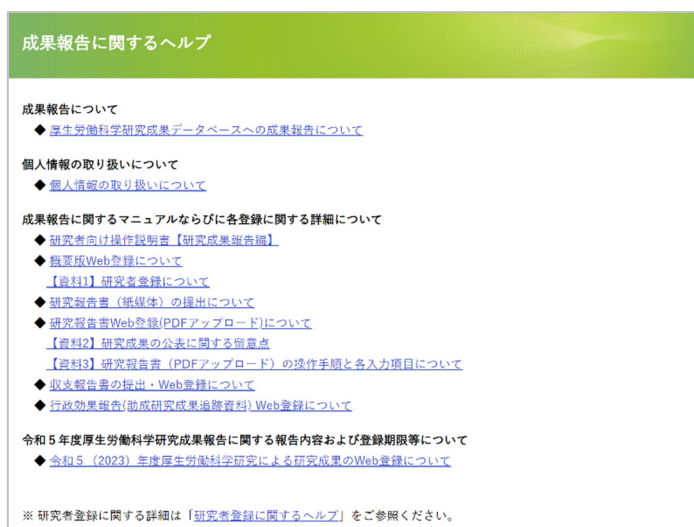 成果報告に関するヘルプ
成果報告について
◆ 厚生労働科学研究成果データベースへの成果報告について
個人情報の取り扱いについて
◆ 個人情報の取り扱いについて
成果報告に関するマニュアルならびに各登録に関する詳細について
◆ 研究者向け操作説明書【研究成果報告編】
◆ 概要版Web登録について
【資料1】研究者登録について
◆ 研究報告書（紙媒体）の提出について
◆ 研究報告書Web登録(PDFアップロード)について
【資料2】研究成果の公表に関する留意点
【資料3】研究報告書（PDFアップロード）の操作手順と各入力項目について
◆ 収支報告書の提出・Web登録について
◆ 行政効果報告(助成研究成果追跡資料) Web登録について
令和５年度厚生労働科学研究成果報告に関する報告内容および登録期限等について
◆ 令和５（2023）年度厚生労働科学研究による研究成果のWeb登録について
※ 研究者登録に関する詳細は「研究者登録に関するヘルプ」をご参照ください。